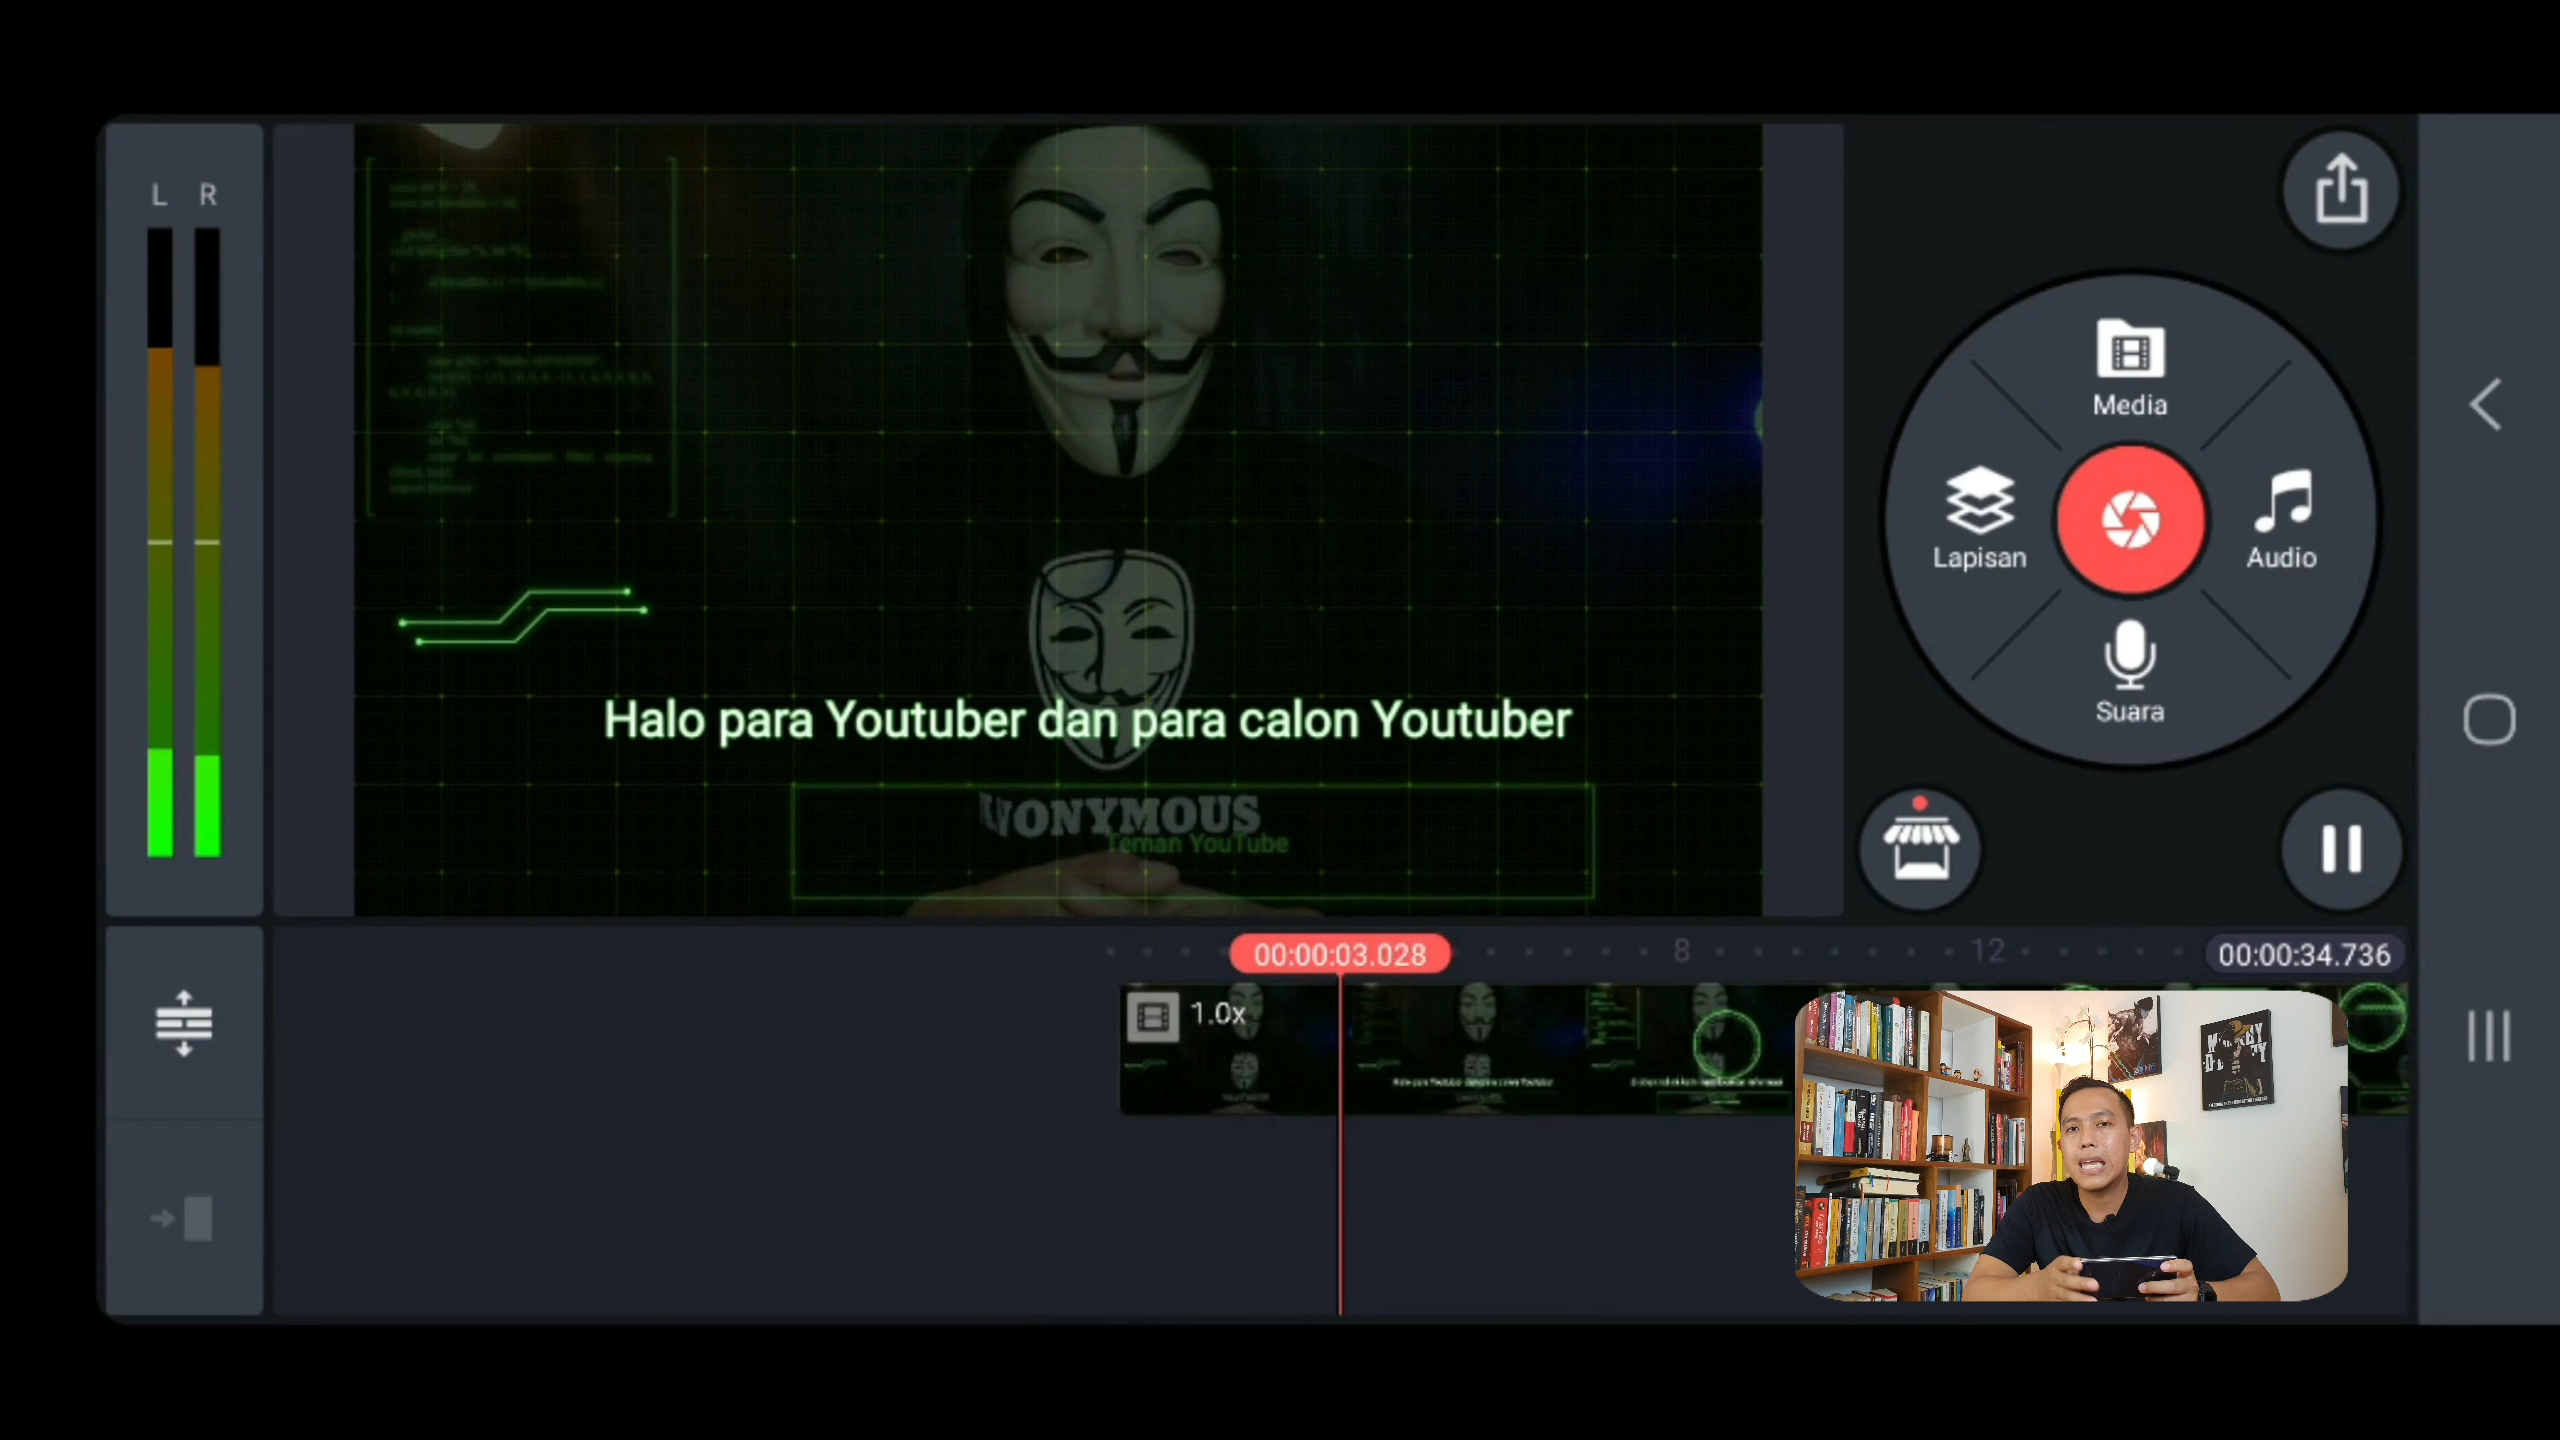 L R
Media
Lapisan
Audio
Suara
Halo para Youtuber dan para calon Youtuber
NONYMOUS
Teman YouTube
00:00:03.028
8
12
00:00:34.736
1.0x